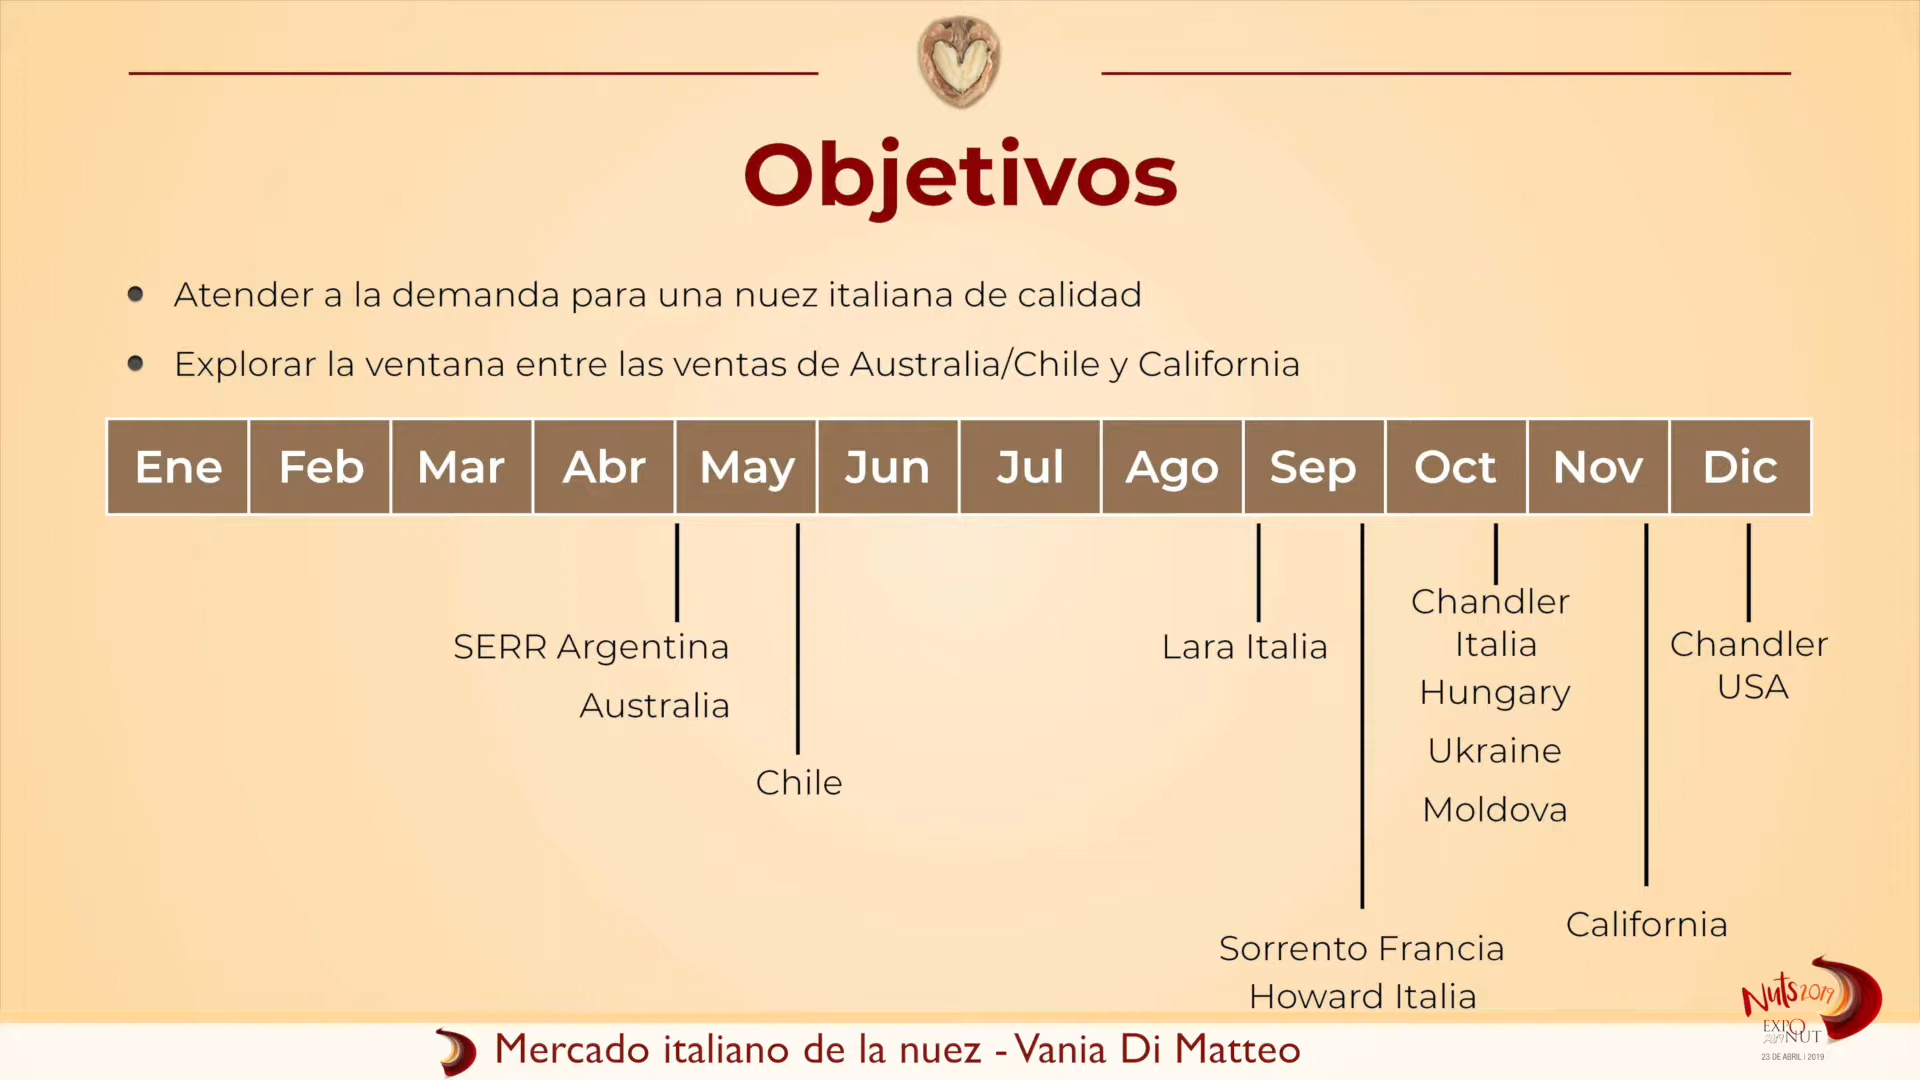 Objetivos
Atender a la demanda para una nuez italiana de calidad
Explorar la ventana entre las ventas de Australia/Chile y California
Ene Feb Mar Abr May Jun Jul Ago Sep Oct Nov Dic
SERR Argentina
Australia
Chile
Lara Italia
Sorrento Francia
Howard Italia
Chandler
Italia
Hungary
Ukraine
Moldova
California
Chandler
USA
Nuts 2019
EXPO
2019 NUT
23 DE ABRIL | 2019
Mercado italiano de la nuez - Vania Di Matteo